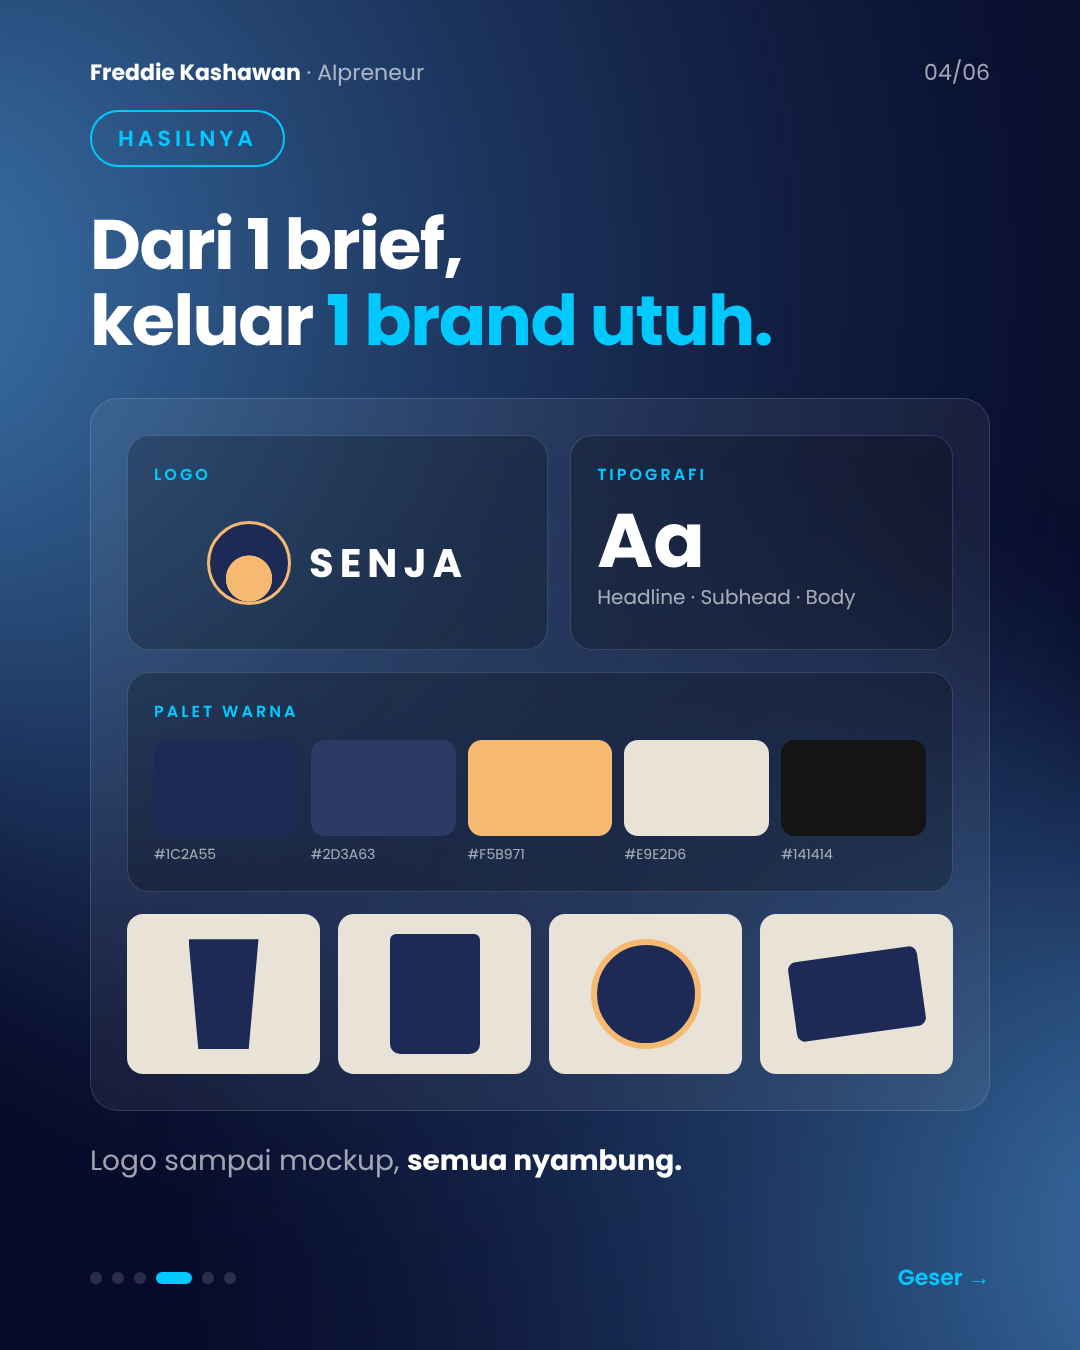 Freddie Kashawan · AIpreneur
04/06
HASILNYA
Dari 1 brief,
keluar 1 brand utuh.
LOGO
SENJA
TIPOGRAFI
Aa
Headline · Subhead · Body
PALET WARNA
#1C2A55
#2D3A63
#F5B971
#E9E2D6
#141414
Logo sampai mockup, semua nyambung.
Geser →